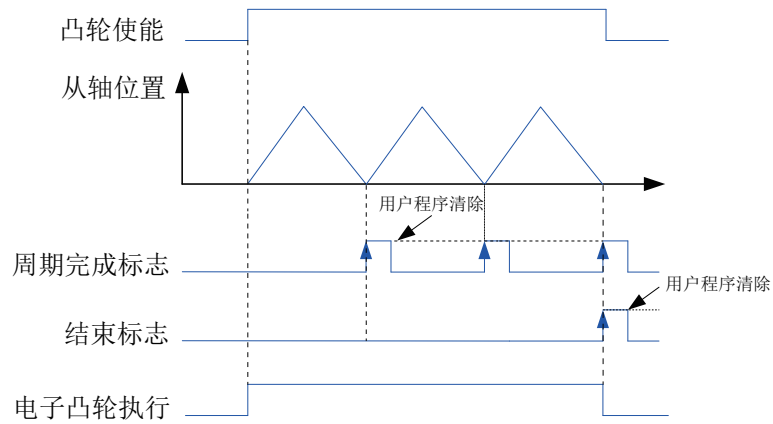 凸轮使能
从轴位置
用户程序清除
周期完成标志
用户程序清除
结束标志
电子凸轮执行